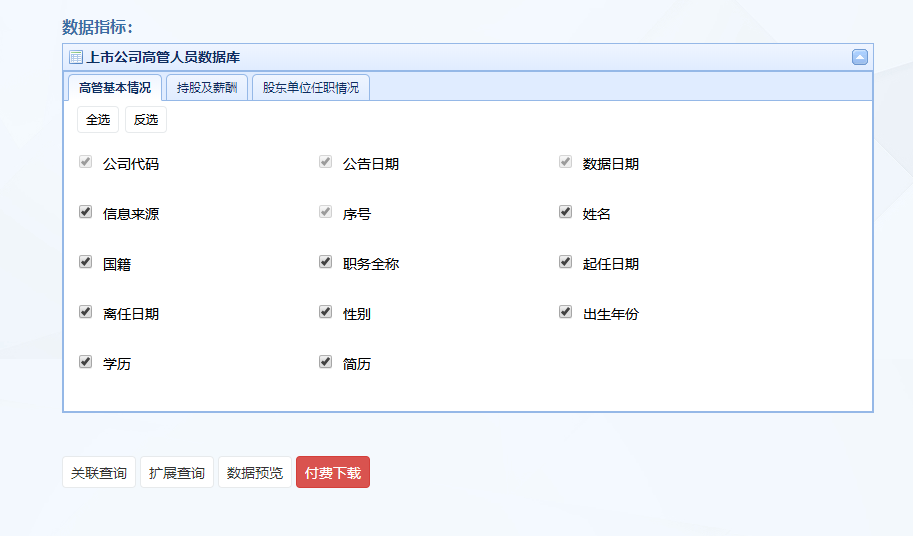 数据指标：
上市公司高管人员数据库
高管基本情况 持股及薪酬 股东单位任职情况
全选 反选
公司代码 公告日期 数据日期
信息来源 序号 姓名
国籍 职务全称 起任日期
离任日期 性别 出生年份
学历 简历
关联查询 扩展查询 数据预览 付费下载